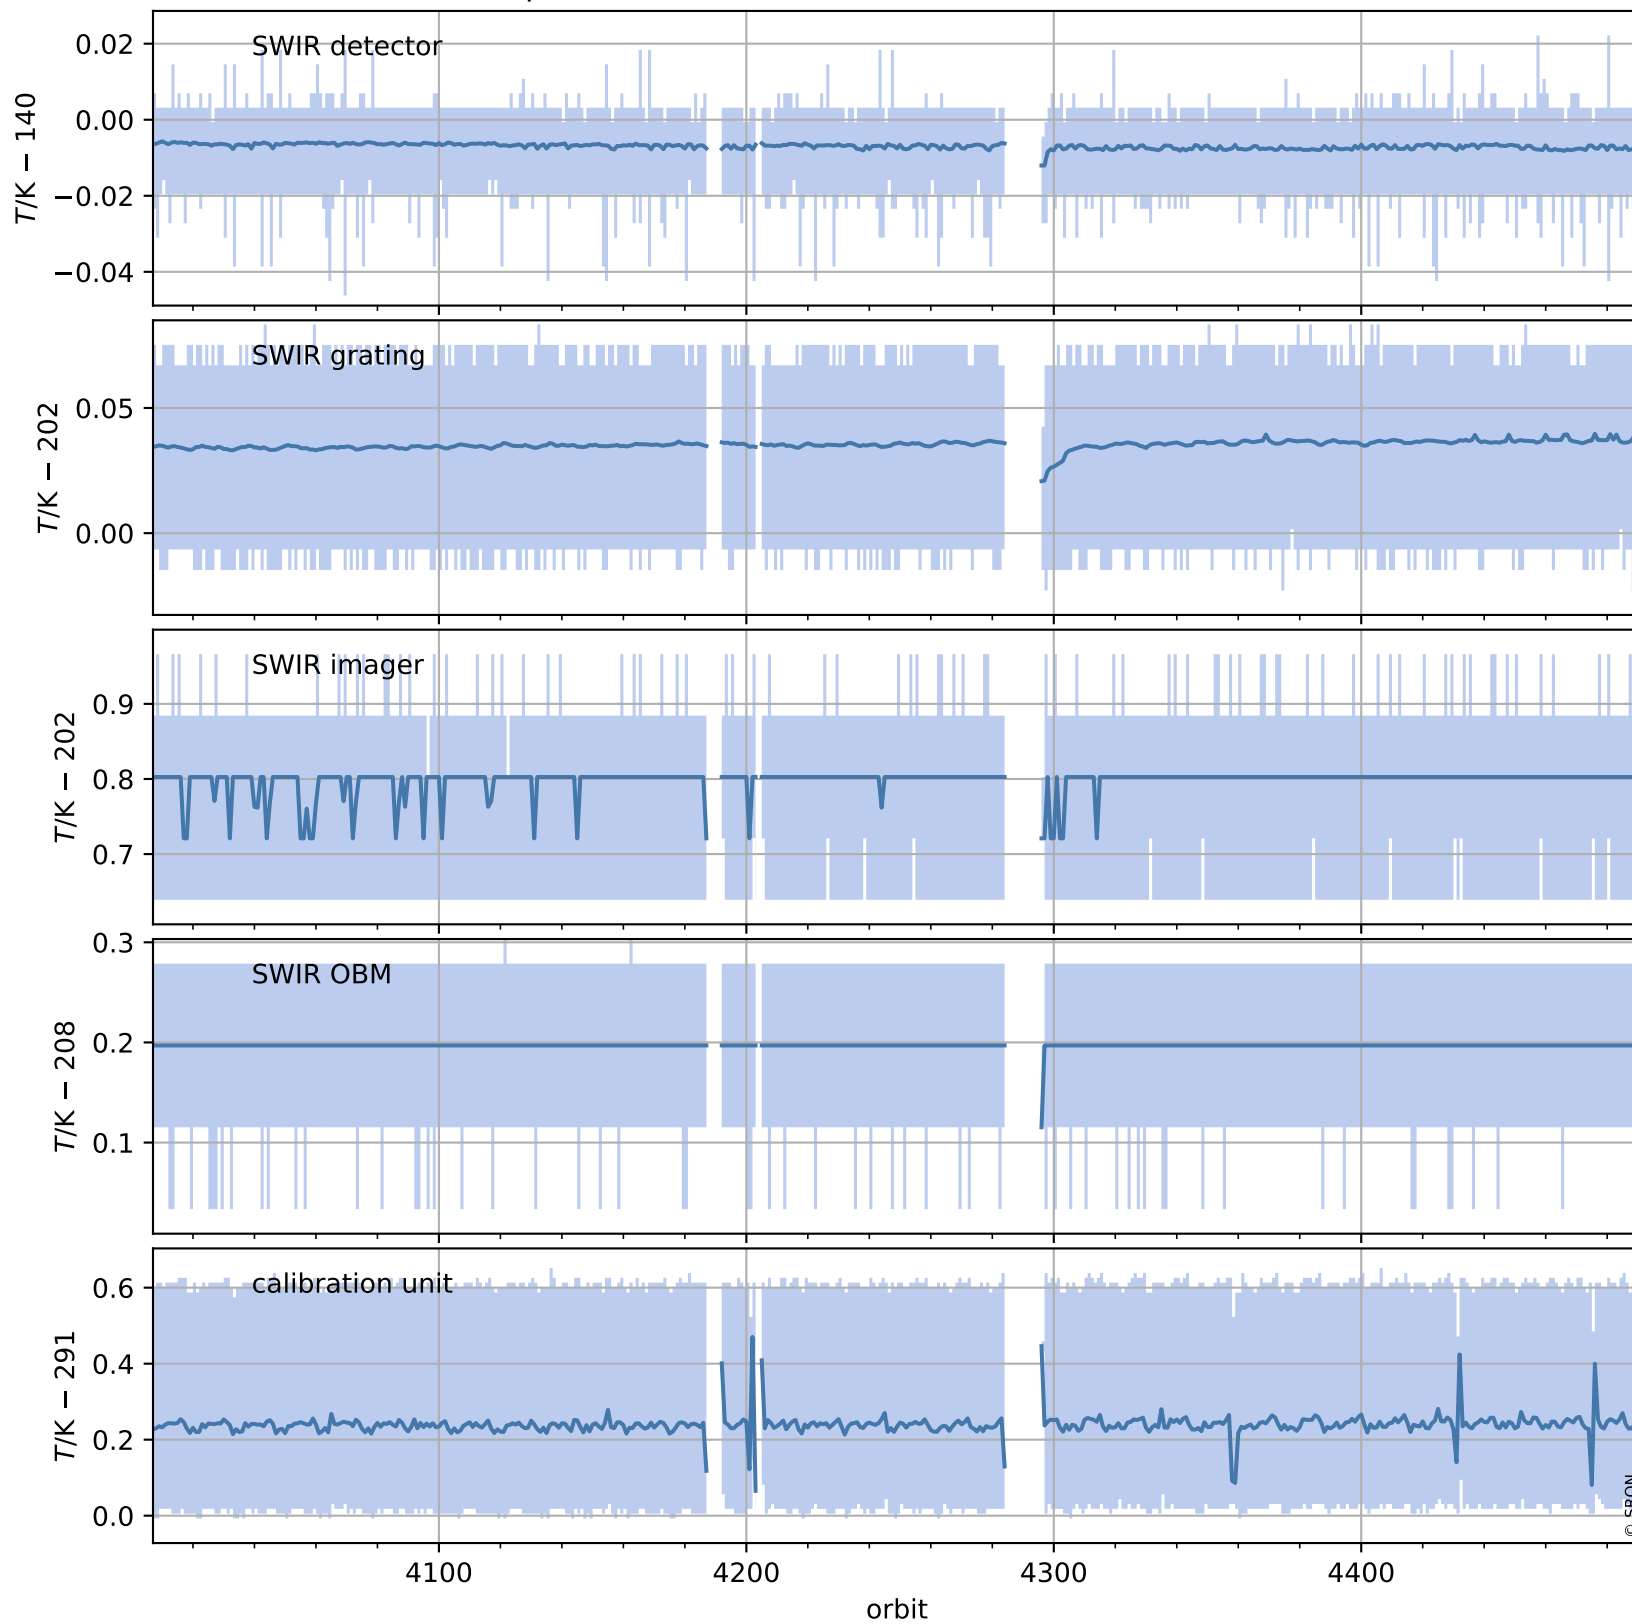 SWIR detector
0.02
0.00
−0.02
−0.04
T/K − 140
SWIR grating
0.05
0.00
T/K − 202
SWIR imager
0.9
0.8
0.7
T/K − 202
SWIR OBM
0.3
0.2
0.1
T/K − 208
calibration unit
0.6
0.4
0.2
0.0
T/K − 291
4100 4200 4300 4400
orbit
© SRON